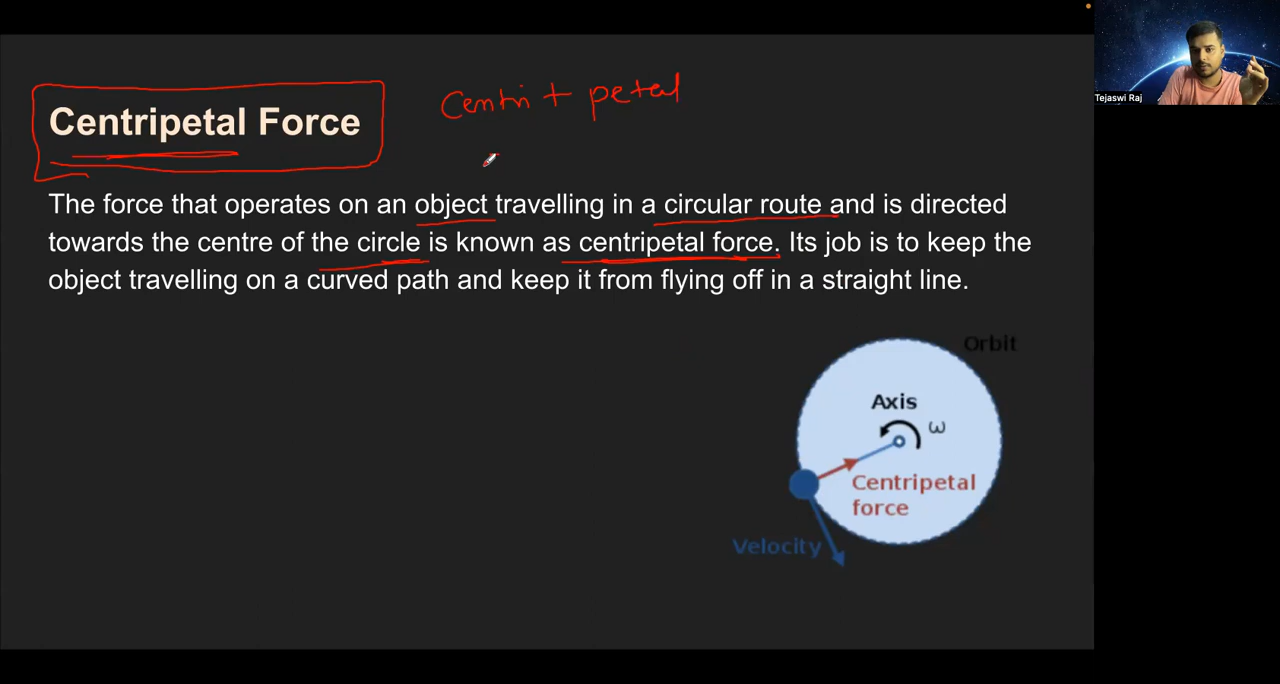 Centripetal Force
Centri + petal
Tejaswi Raj
The force that operates on an object travelling in a circular route and is directed
towards the centre of the circle is known as centripetal force. Its job is to keep the
object travelling on a curved path and keep it from flying off in a straight line.
Orbit
Axis
ω
Centripetal
force
Velocity